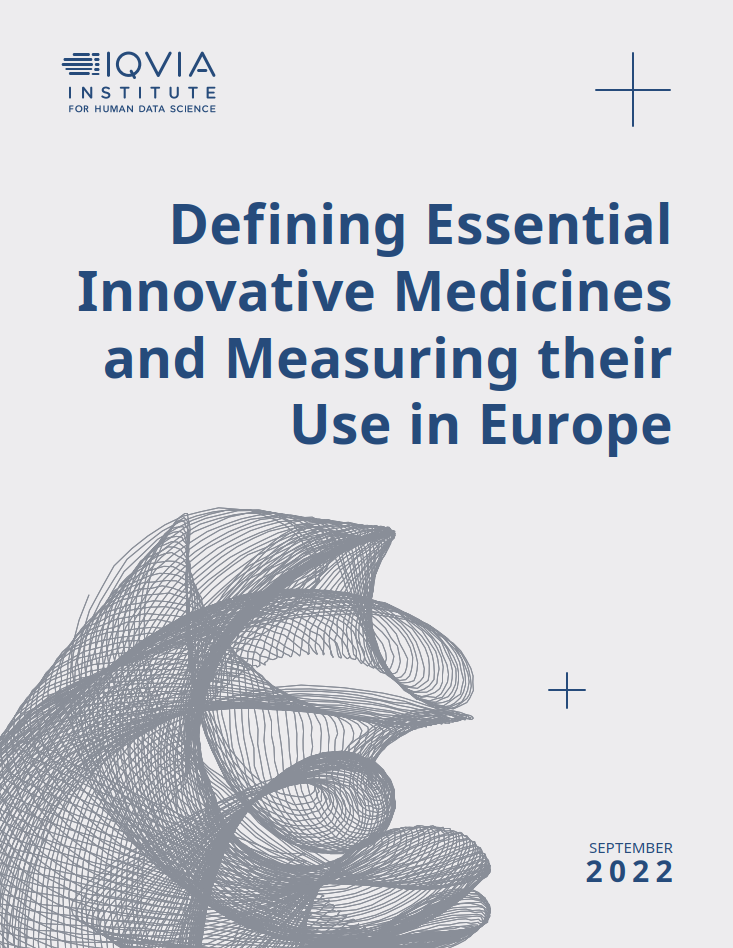 IQVIA
INSTITUTE
FOR HUMAN DATA SCIENCE
Defining Essential
Innovative Medicines
and Measuring their
Use in Europe
SEPTEMBER
2022